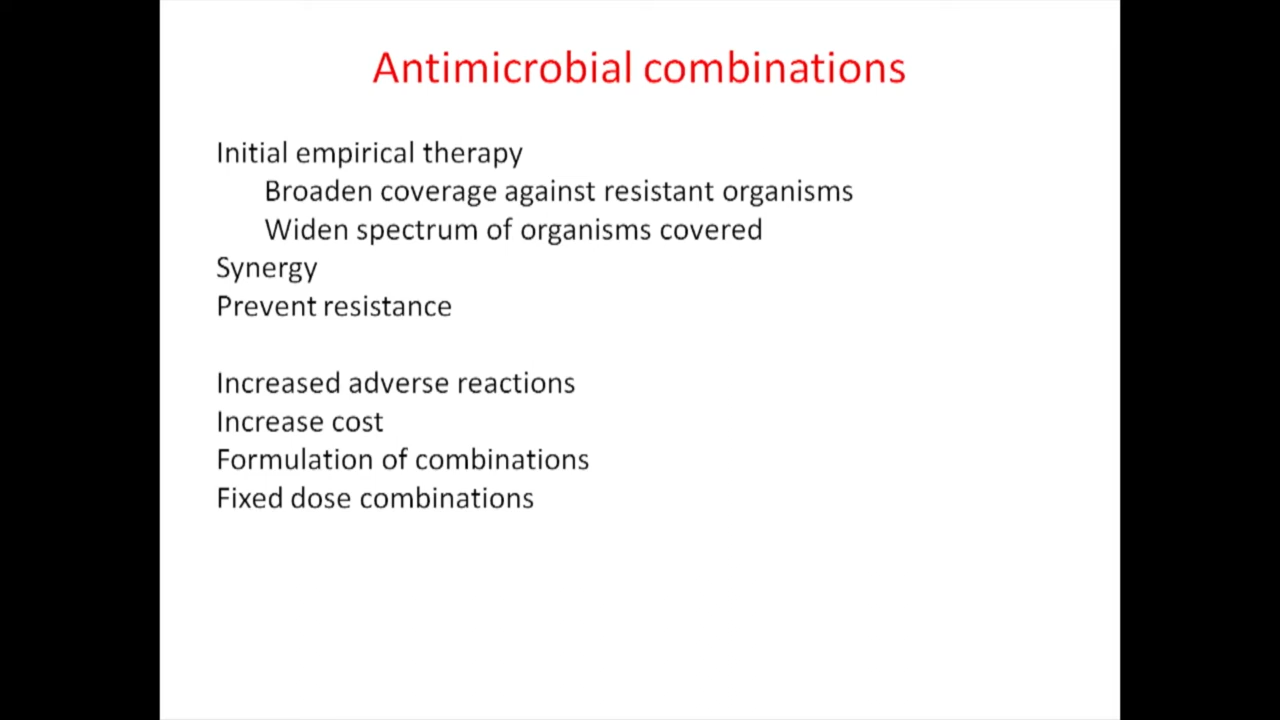 Antimicrobial combinations
Initial empirical therapy
Broaden coverage against resistant organisms
Widen spectrum of organisms covered
Synergy
Prevent resistance
Increased adverse reactions
Increase cost
Formulation of combinations
Fixed dose combinations